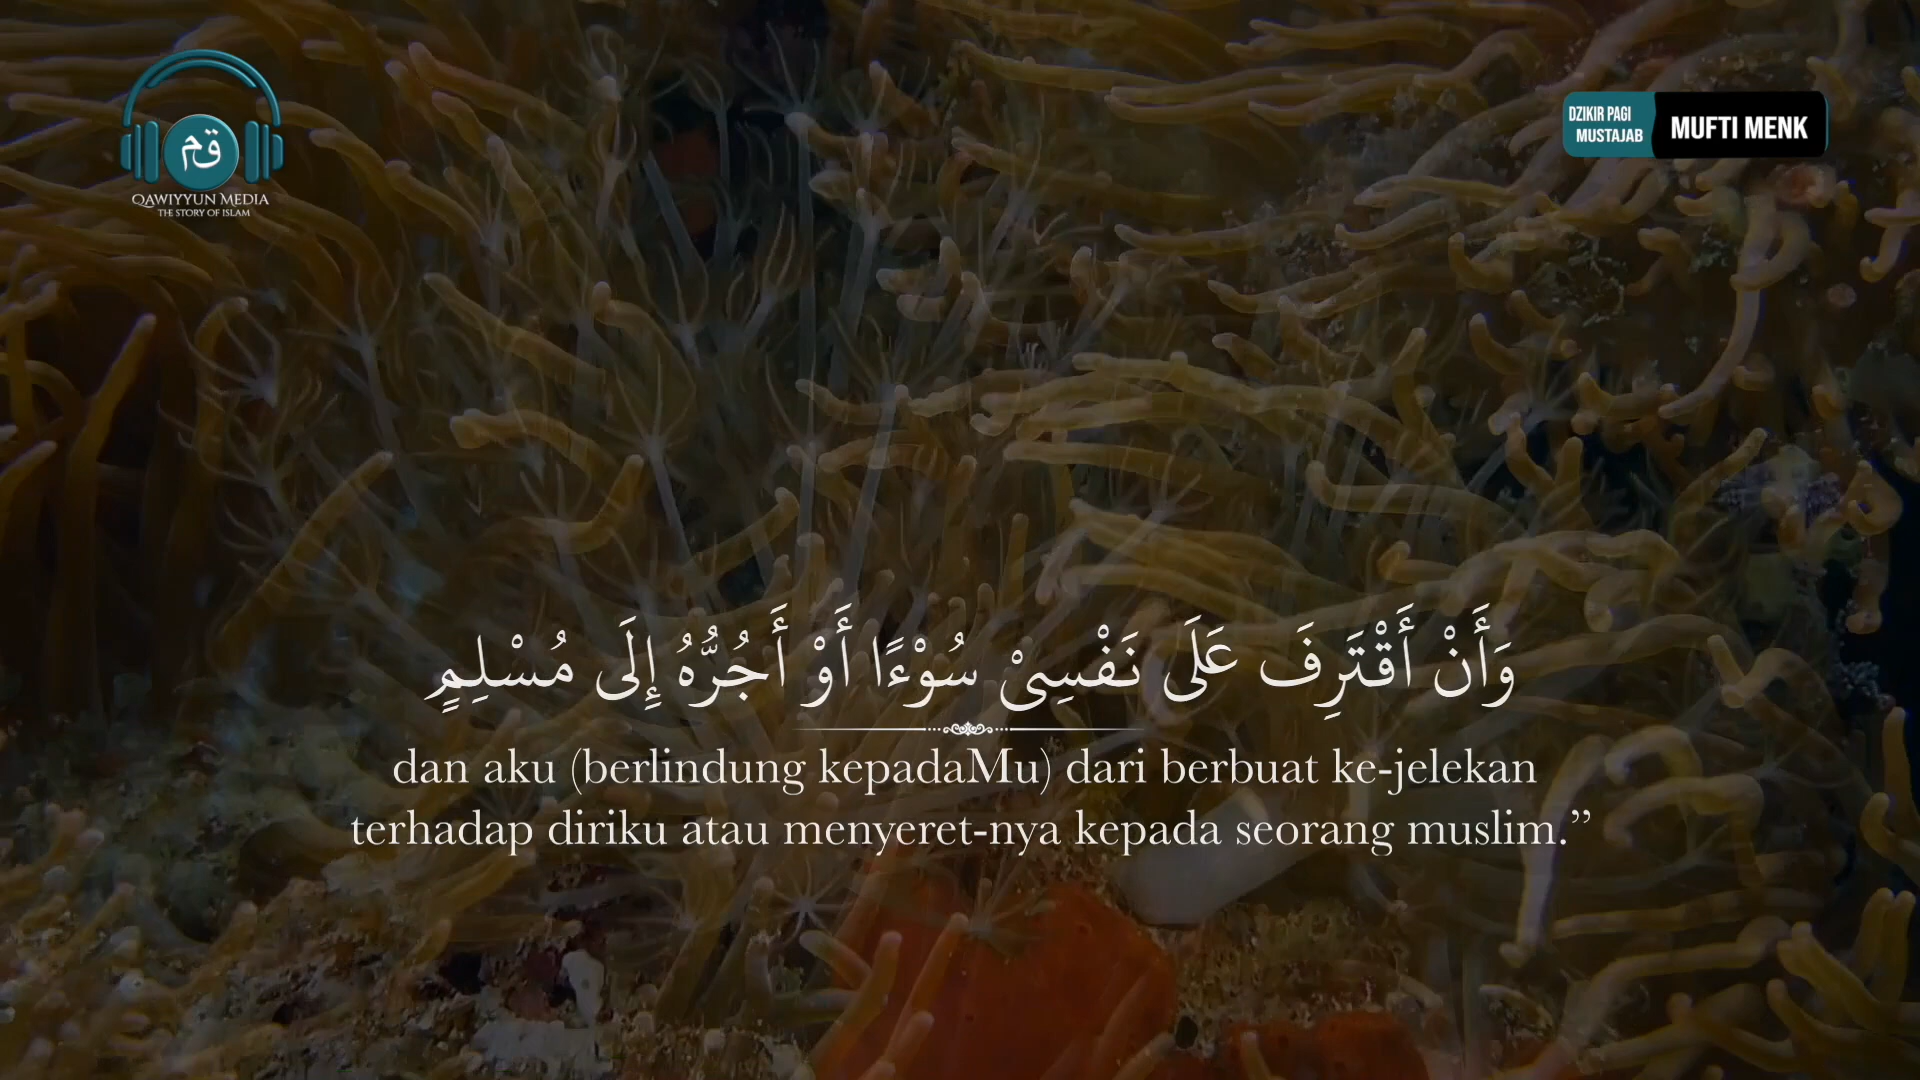 قم
QAWIYYUN MEDIA
THE STORY OF ISLAM
DZIKIR PAGI
MUSTAJAB
MUFTI MENK
وَأَنْ أَقْتَرِفَ عَلَى نَفْسِيْ سُوْءًا أَوْ أَجُرُّهُ إِلَى مُسْلِمٍ
dan aku (berlindung kepadaMu) dari berbuat ke-jelekan
terhadap diriku atau menyeret-nya kepada seorang muslim.”